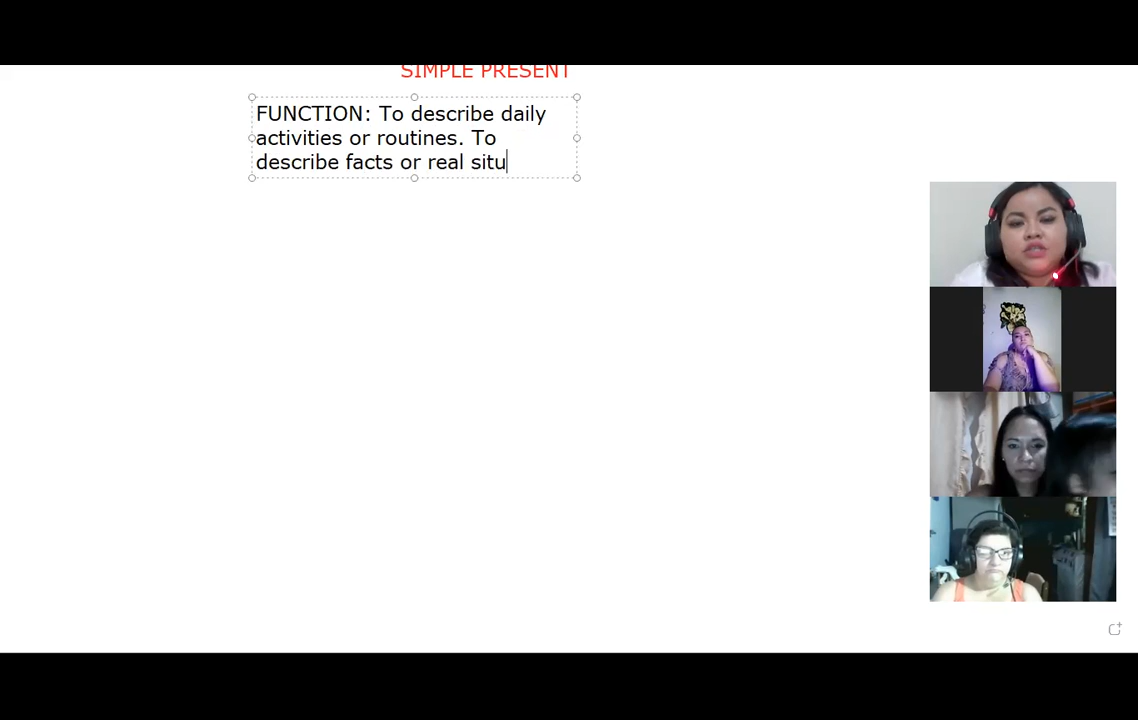 SIMPLE PRESENT
FUNCTION: To describe daily
activities or routines. To
describe facts or real situ